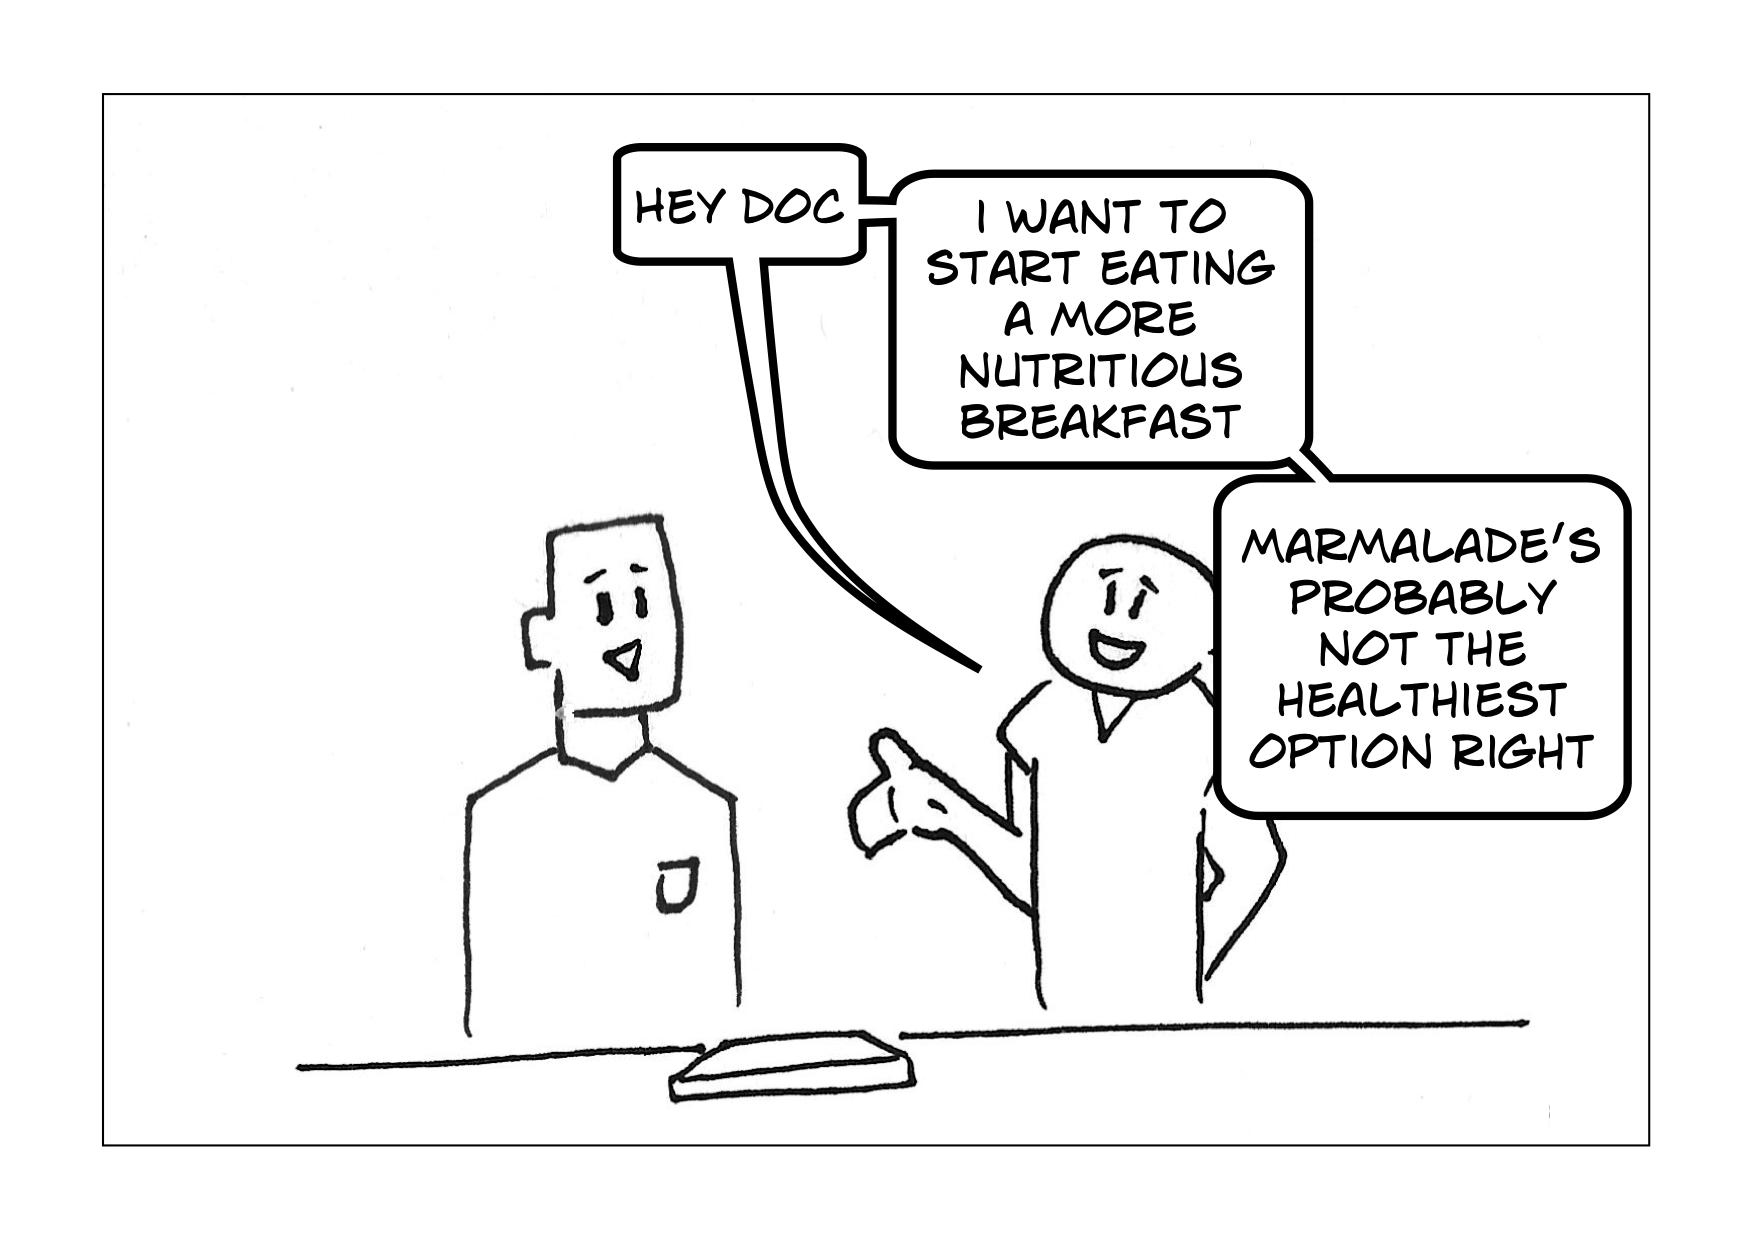 HEY DOC
I WANT TO
START EATING
A MORE
NUTRITIOUS
BREAKFAST
MARMALADE'S
PROBABLY
NOT THE
HEALTHIEST
OPTION RIGHT